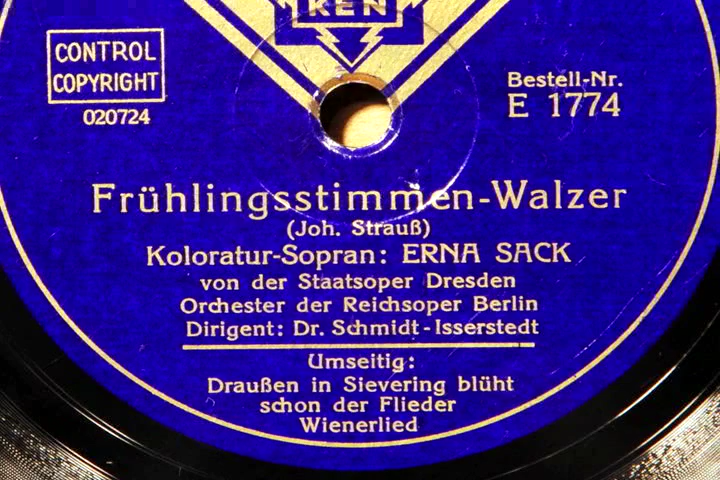 KEN
CONTROL
COPYRIGHT
020724
Bestell-Nr.
E 1774
Frühlingsstimmen-Walzer
(Joh. Strauß)
Koloratur-Sopran: ERNA SACK
von der Staatsoper Dresden
Orchester der Reichsoper Berlin
Dirigent: Dr. Schmidt-Isserstedt
Umseitig:
Draußen in Sievering blüht
schon der Flieder
Wienerlied